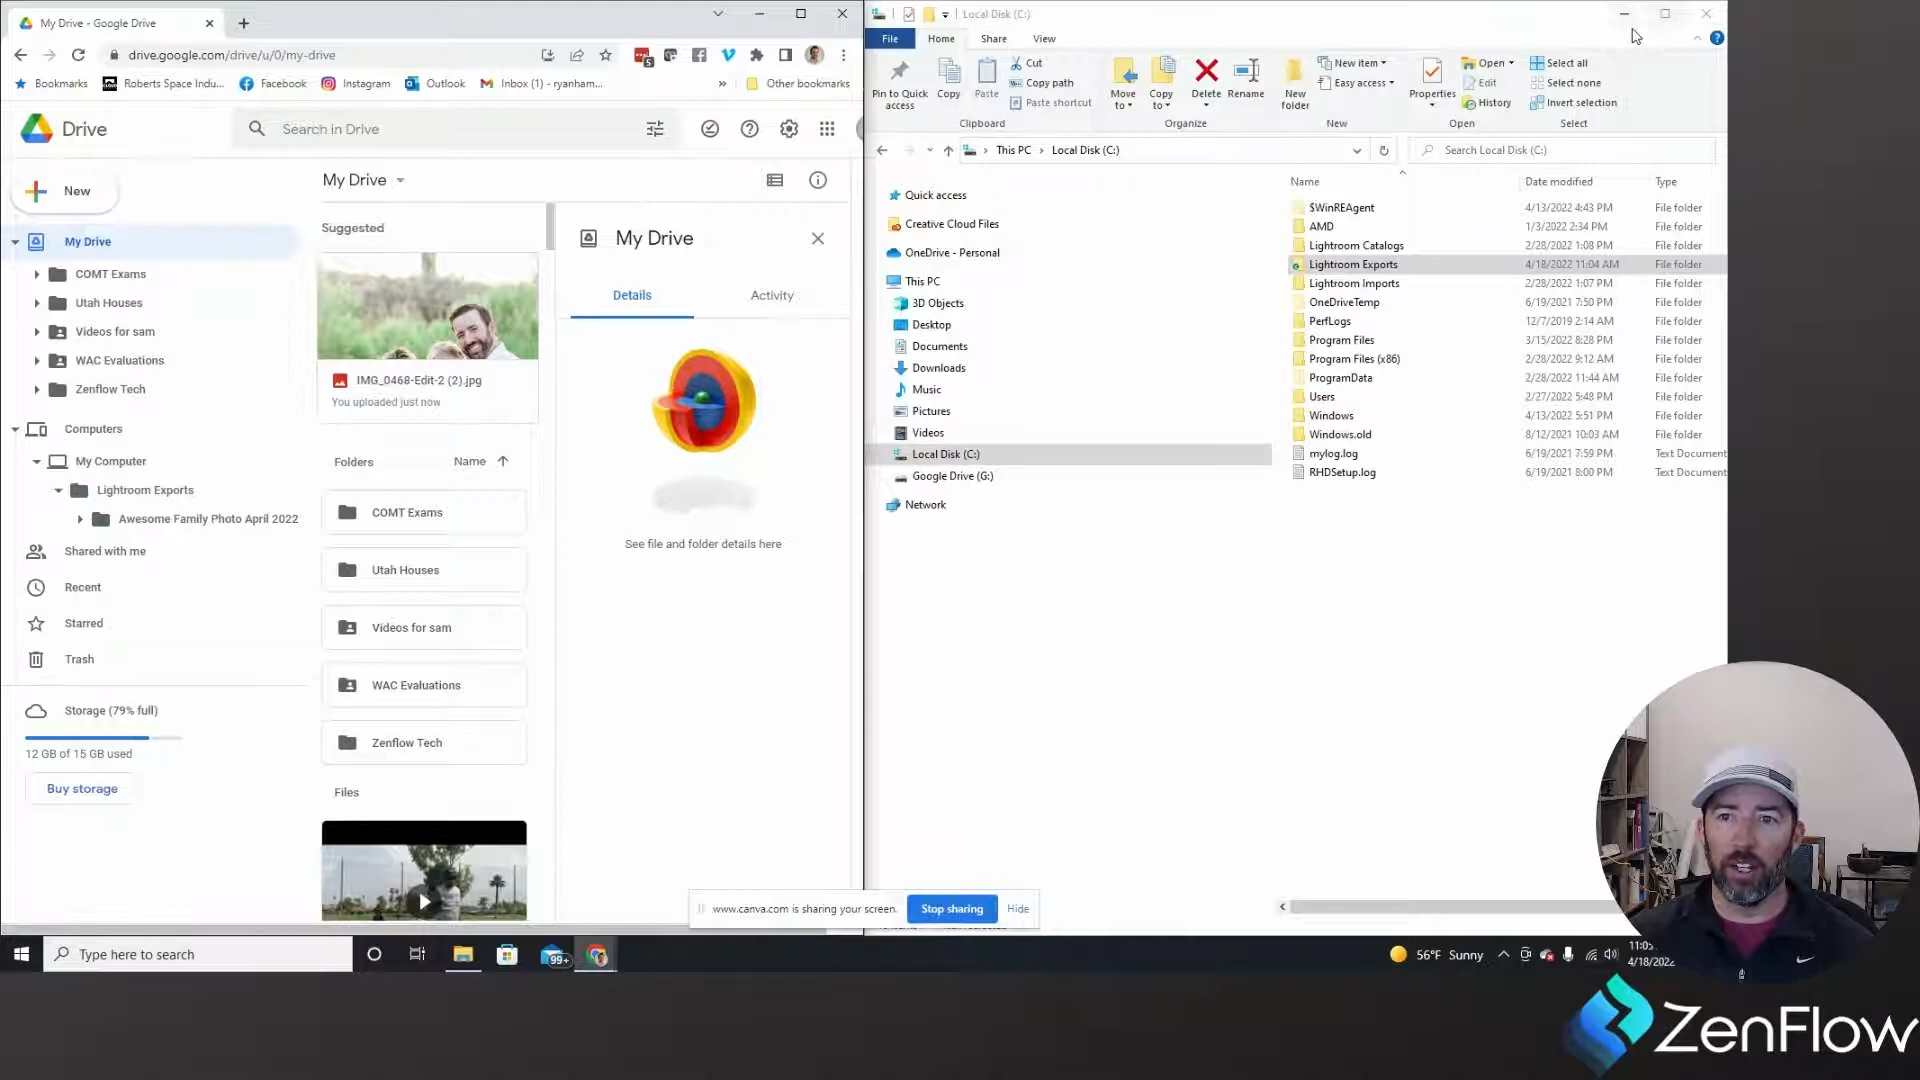 My Drive - Google Drive
drive.google.com/drive/u/0/my-drive
5
Bookmarks
Roberts Space Indu...
Facebook
Instagram
Outlook
Inbox (1) - ryanham...
»
Other bookmarks
Drive
Search in Drive
New
My Drive
COMT Exams
Utah Houses
Videos for sam
WAC Evaluations
Zenflow Tech
Computers
My Computer
Lightroom Exports
Awesome Family Photo April 2022
Shared with me
Recent
Starred
Trash
Storage (79% full)
12 GB of 15 GB used
Buy storage
My Drive
Suggested
IMG_0468-Edit-2 (2).jpg
You uploaded just now
Folders
Name
COMT Exams
Utah Houses
Videos for sam
WAC Evaluations
Zenflow Tech
Files
My Drive
Details
Activity
See file and folder details here
Local Disk (C:)
File
Home
Share
View
Pin to Quick access
Copy
Paste
Cut
Copy path
Paste shortcut
Clipboard
Move to
Copy to
Delete
Rename
Organize
New folder
New item
Easy access
New
Properties
Open
Edit
History
Open
Select all
Select none
Invert selection
Select
This PC › Local Disk (C:)
Search Local Disk (C:)
Quick access
Creative Cloud Files
OneDrive - Personal
This PC
3D Objects
Desktop
Documents
Downloads
Music
Pictures
Videos
Local Disk (C:)
Google Drive (G:)
Network
Name Date modified Type
$WinREAgent 4/13/2022 4:43 PM File folder
AMD 1/3/2022 2:34 PM File folder
Lightroom Catalogs 2/28/2022 1:08 PM File folder
Lightroom Exports 4/18/2022 11:04 AM File folder
Lightroom Imports 2/28/2022 1:07 PM File folder
OneDriveTemp 6/19/2021 7:50 PM File folder
PerfLogs 12/7/2019 2:14 AM File folder
Program Files 3/15/2022 8:28 PM File folder
Program Files (x86) 2/28/2022 9:12 AM File folder
ProgramData 2/28/2022 11:44 AM File folder
Users 2/27/2022 5:48 PM File folder
Windows 4/13/2022 5:51 PM File folder
Windows.old 8/12/2021 10:03 AM File folder
mylog.log 6/19/2021 7:59 PM Text Document
RHDSetup.log 6/19/2021 8:00 PM Text Document
www.canva.com is sharing your screen.
Stop sharing
Hide
Type here to search
99+
56°F Sunny
11:05
4/18/2022
ZenFlow